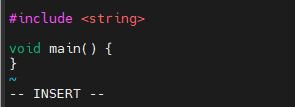 #include <string>
void main() {
}
~
-- INSERT --